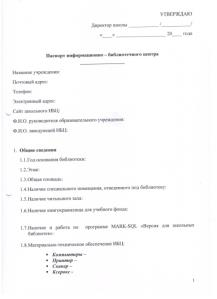 УТВЕРЖДАЮ
Директор школы ____________ /____________/
«____»____________ 20___ года
Паспорт информационно – библиотечного центра
____________
Название учреждения:
Почтовый адрес:
Телефон:
Электронный адрес:
Сайт школьного ИБЦ:
Ф.И.О. руководителя образовательного учреждения:
Ф.И.О. заведующей ИБЦ:
1. Общие сведения
1.1.Год основания библиотеки:
1.2.Этаж:
1.3.Общая площадь:
1.4.Наличие специального помещения, отведенного под библиотеку:
1.5.Наличие читального зала:
1.6.Наличие книгохранилища для учебного фонда:
1.7.Наличие и работа по программе MARK-SQL «Версия для школьных
библиотек»:
1.8.Материально-техническое обеспечение ИБЦ:
• Компьютеры –
• Принтер –
• Сканер –
• Ксерокс –
1